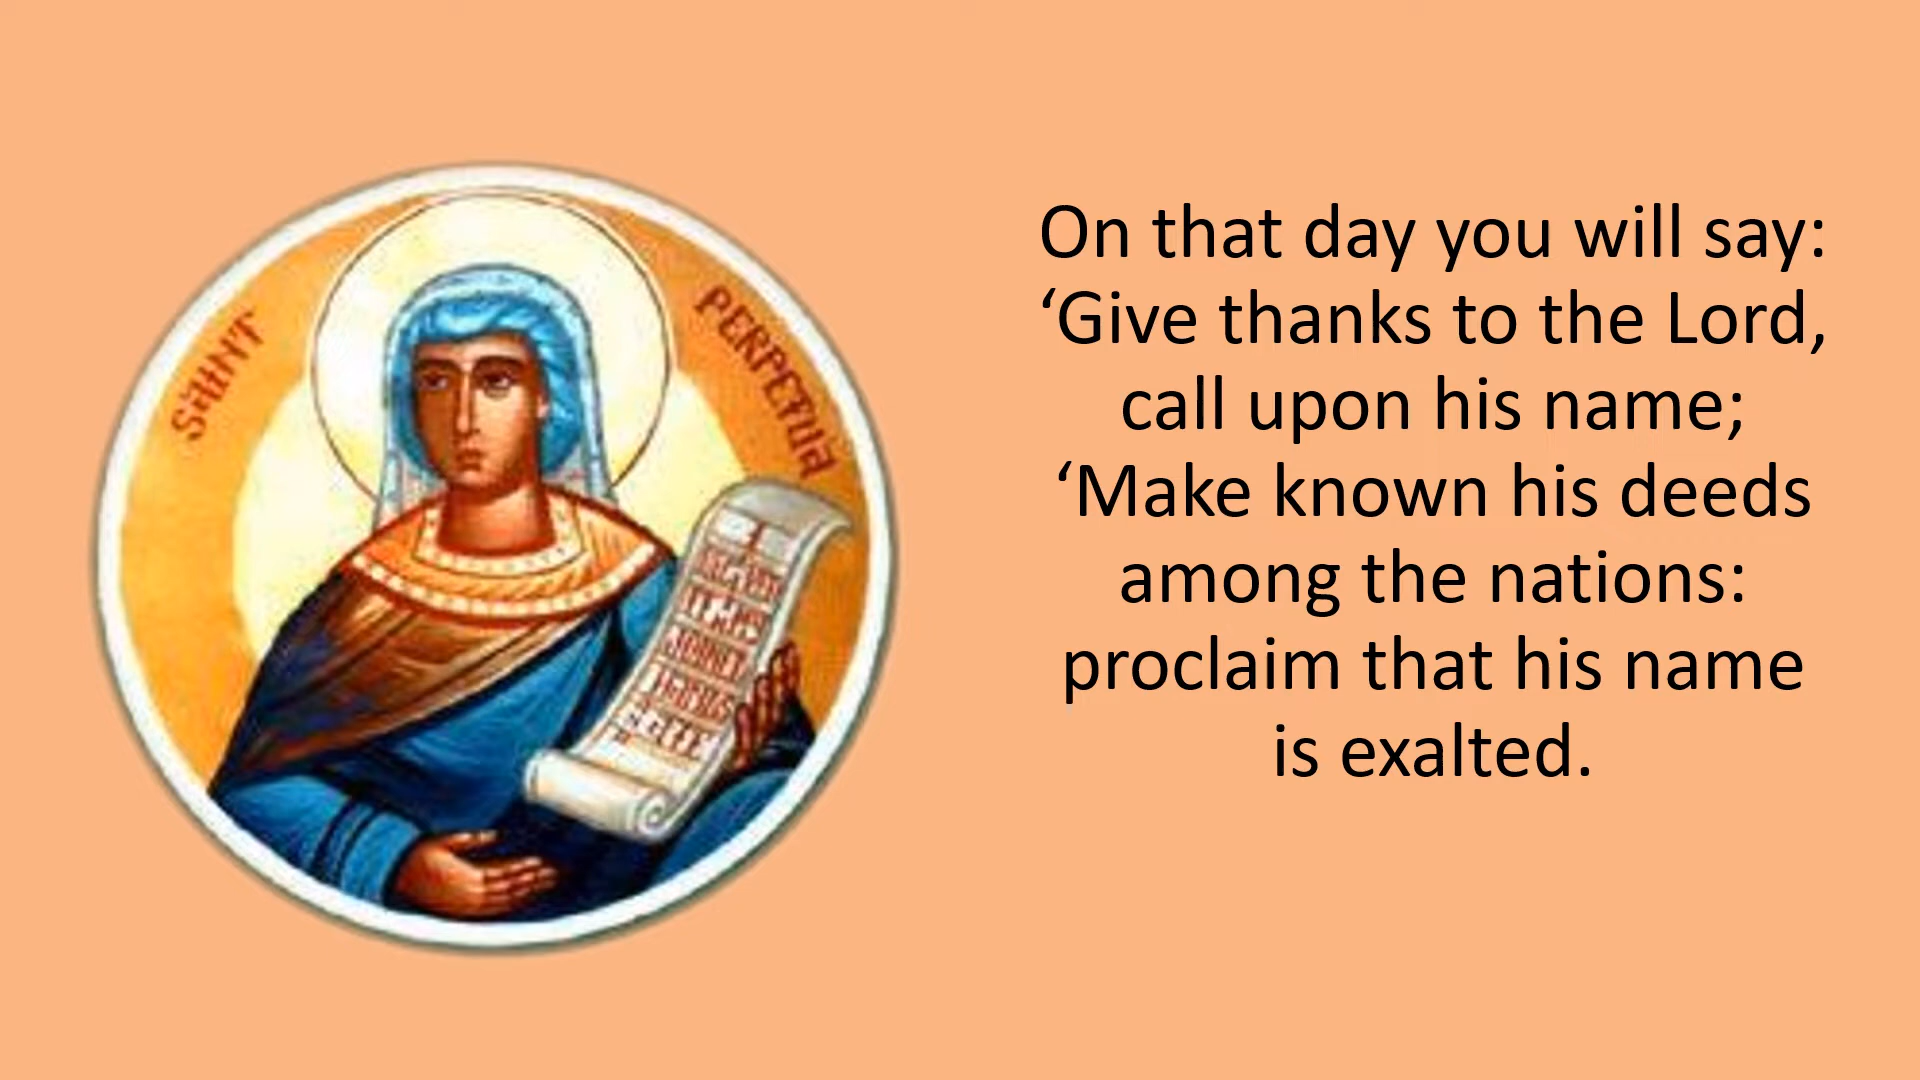 SAINT PERPETUA
On that day you will say:
‘Give thanks to the Lord,
call upon his name;
‘Make known his deeds
among the nations:
proclaim that his name
is exalted.